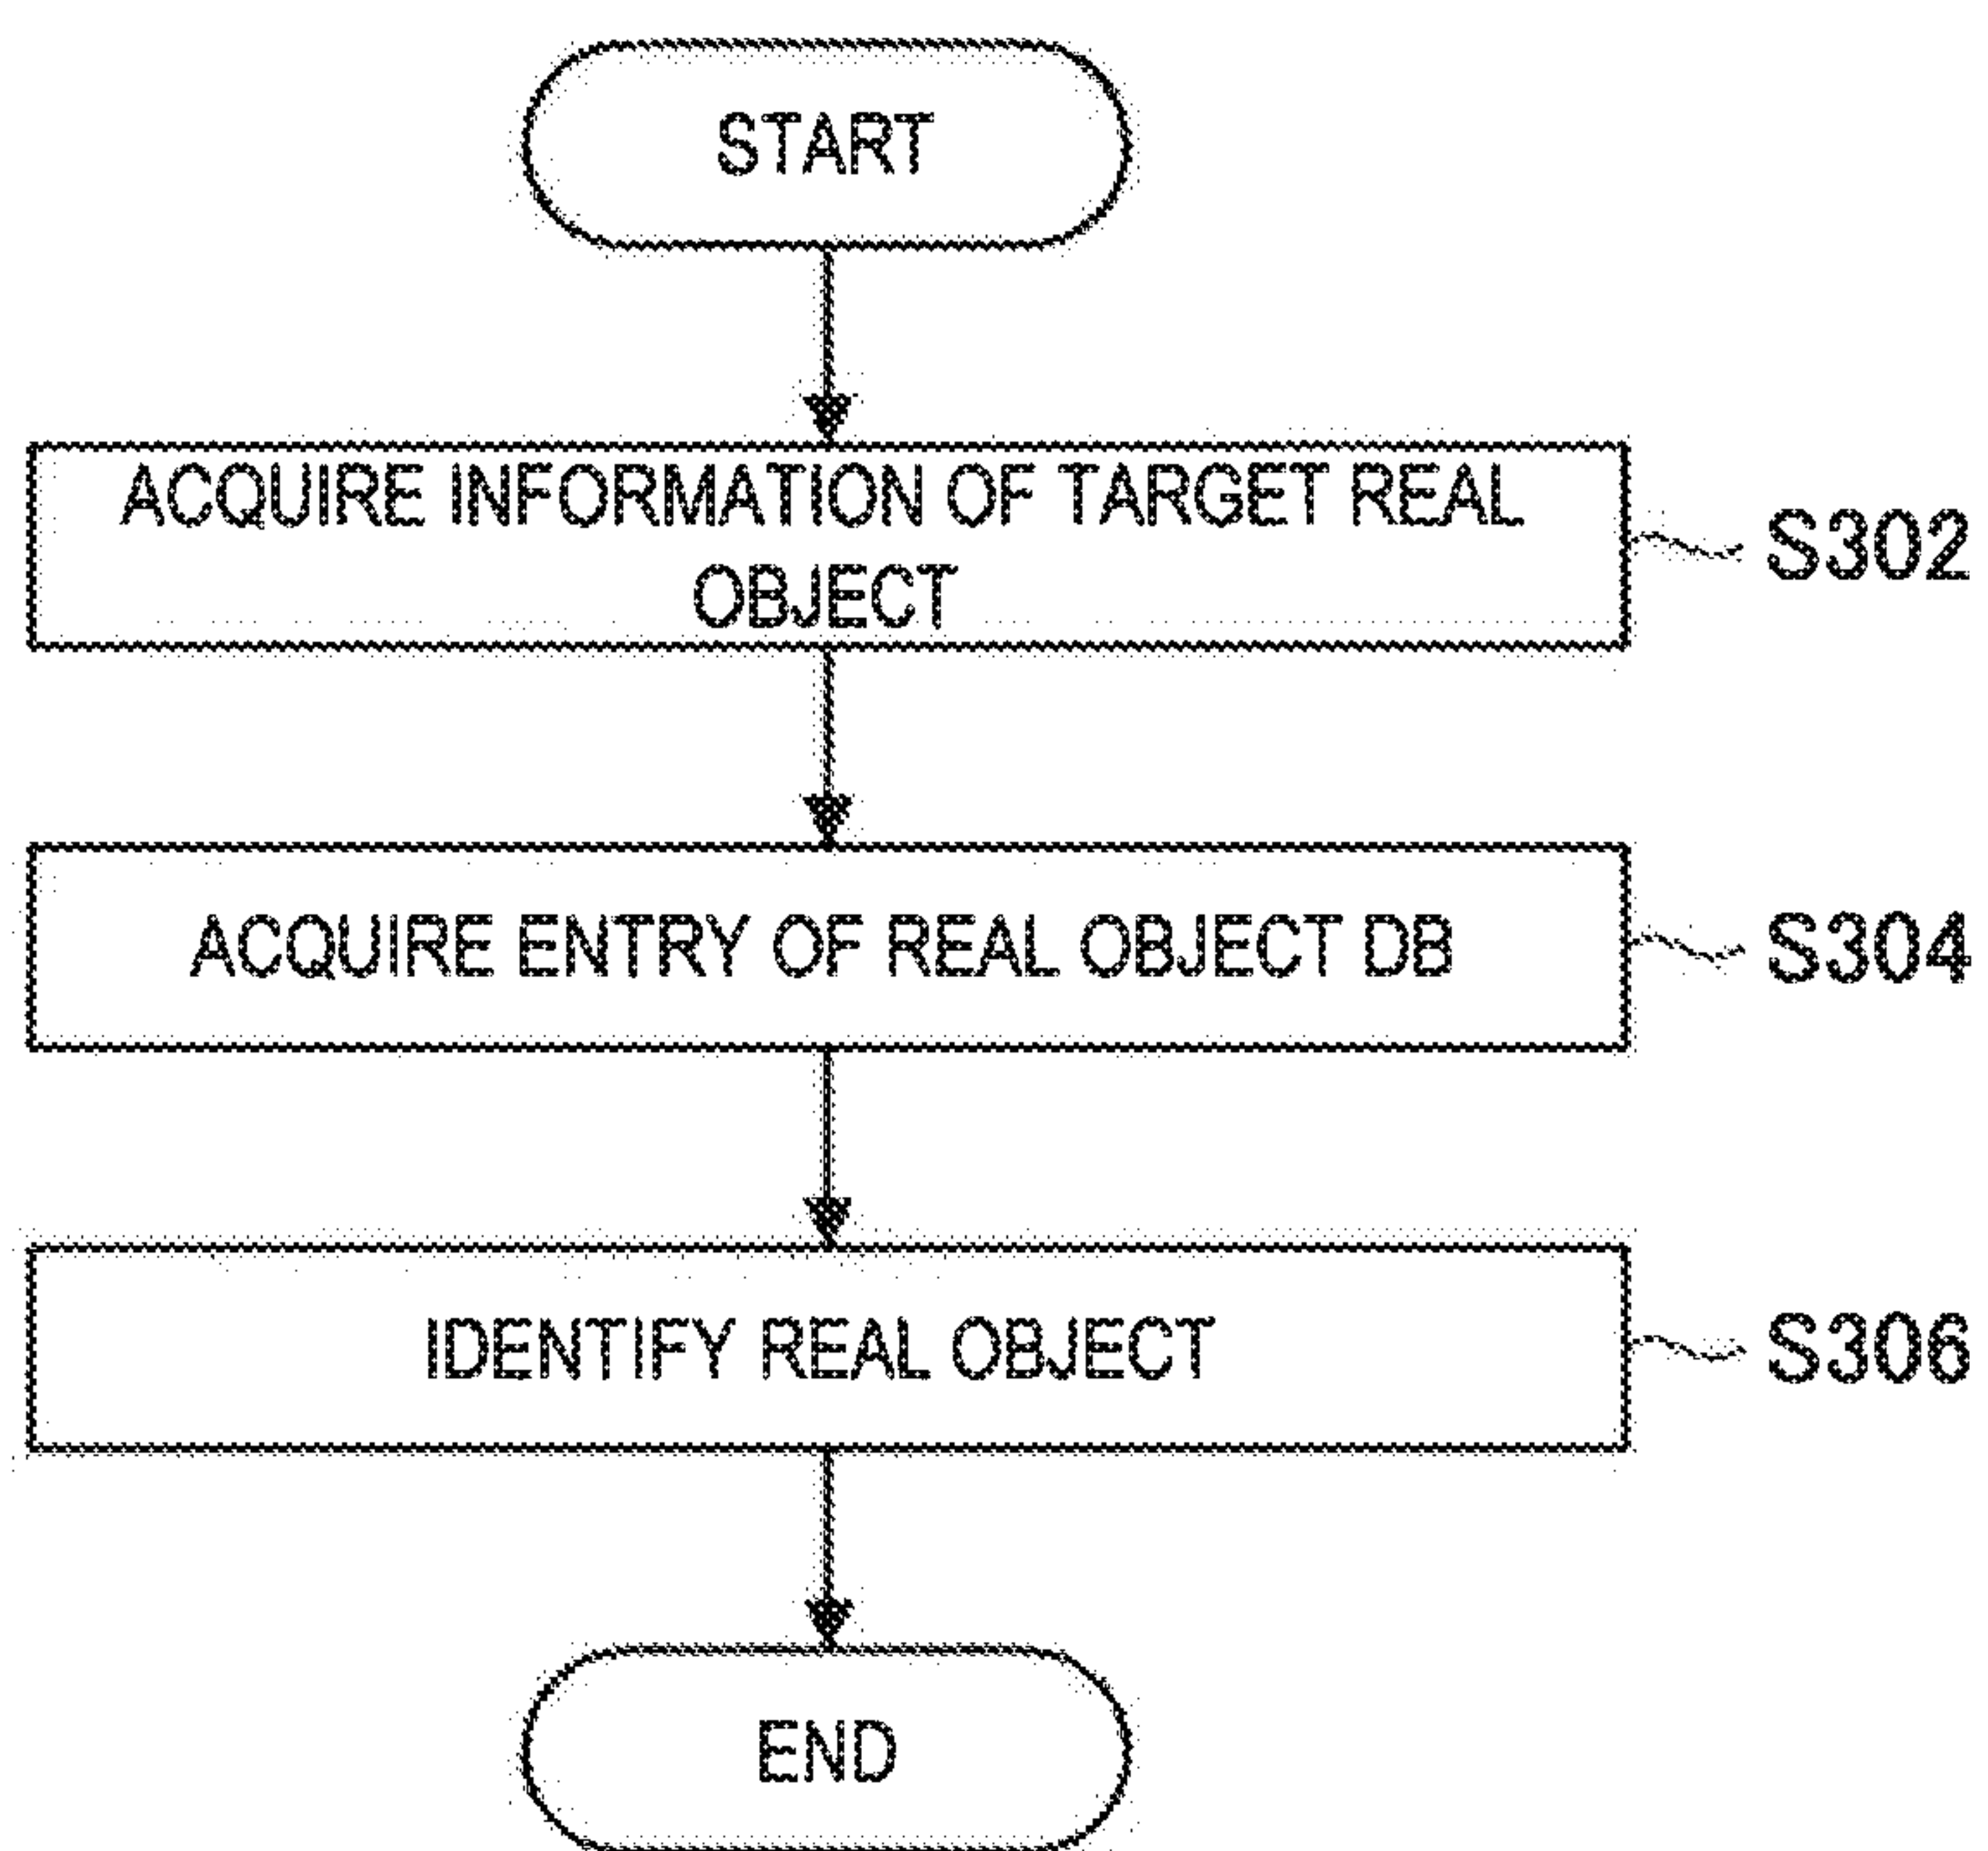 START
ACQUIRE INFORMATION OF TARGET REAL
OBJECT
S302
ACQUIRE ENTRY OF REAL OBJECT DB
S304
IDENTIFY REAL OBJECT
S306
END